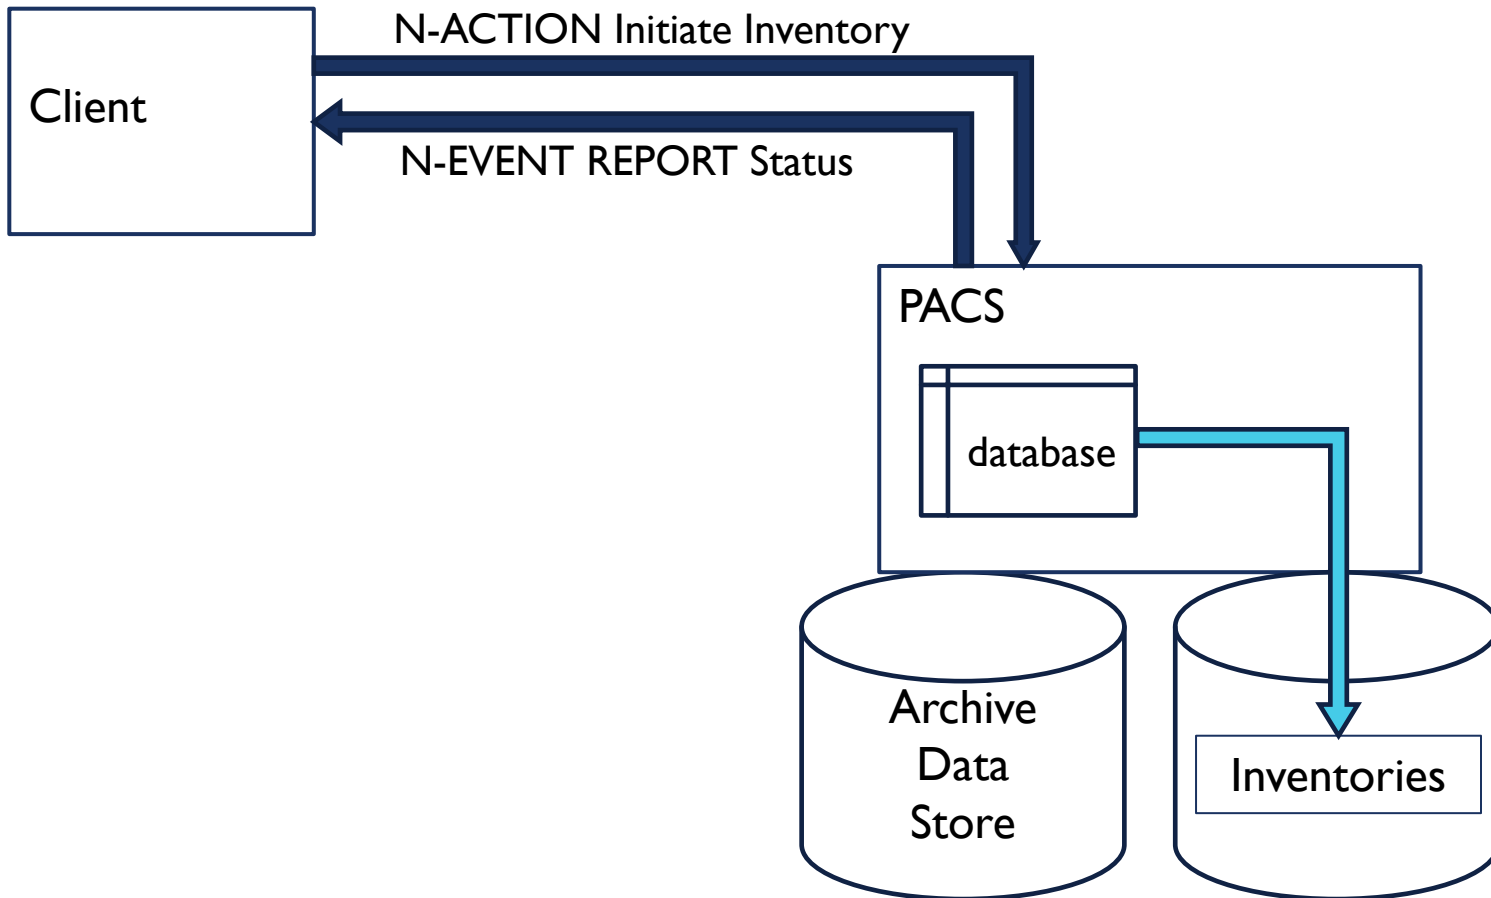 N-ACTION Initiate Inventory
Client
N-EVENT REPORT Status
PACS
database
Archive
Data
Store
Inventories